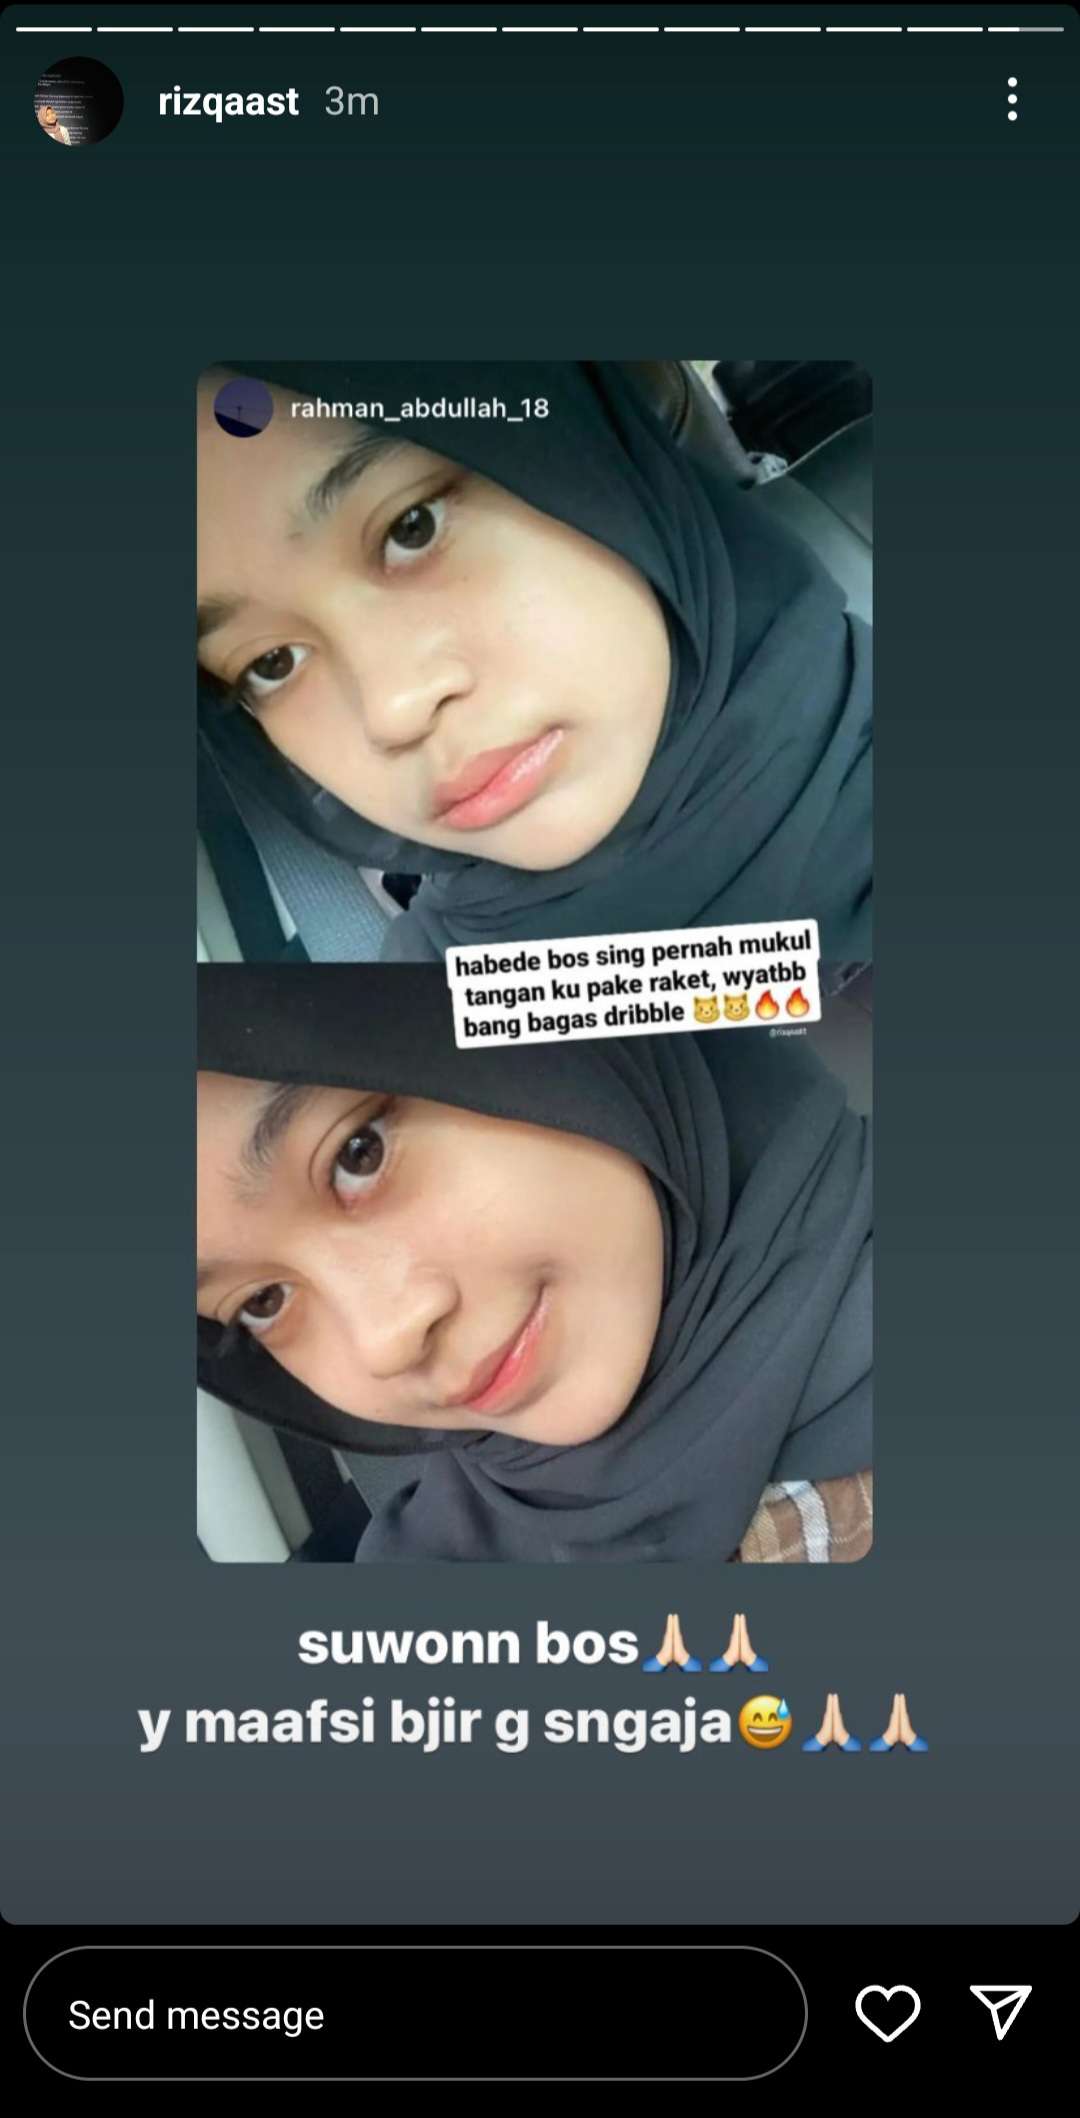 rizqaast 3m
rahman_abdullah_18
habede bos sing pernah mukul
tangan ku pake raket, wyatbb
bang bagas dribble 😼😼🔥🔥
@rizqaast
suwonn bos🙏🏻🙏🏻
y maafsi bjir g sngaja😅🙏🏻🙏🏻
Send message